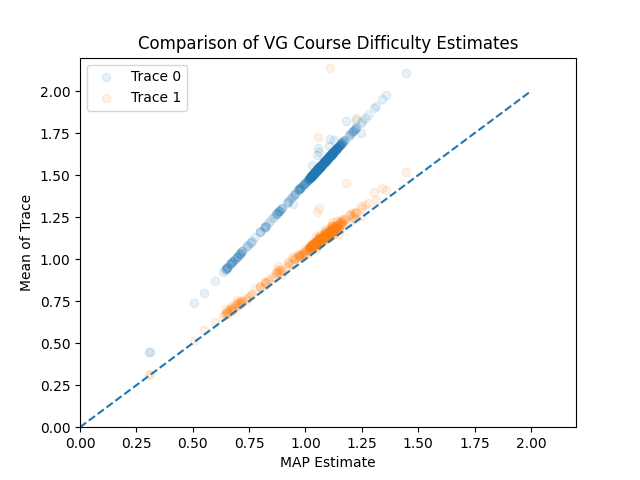 Comparison of VG Course Difficulty Estimates
Trace 0
Trace 1
2.00
1.75
1.50
1.25
1.00
0.75
0.50
0.25
0.00
Mean of Trace
0.00 0.25 0.50 0.75 1.00 1.25 1.50 1.75 2.00
MAP Estimate